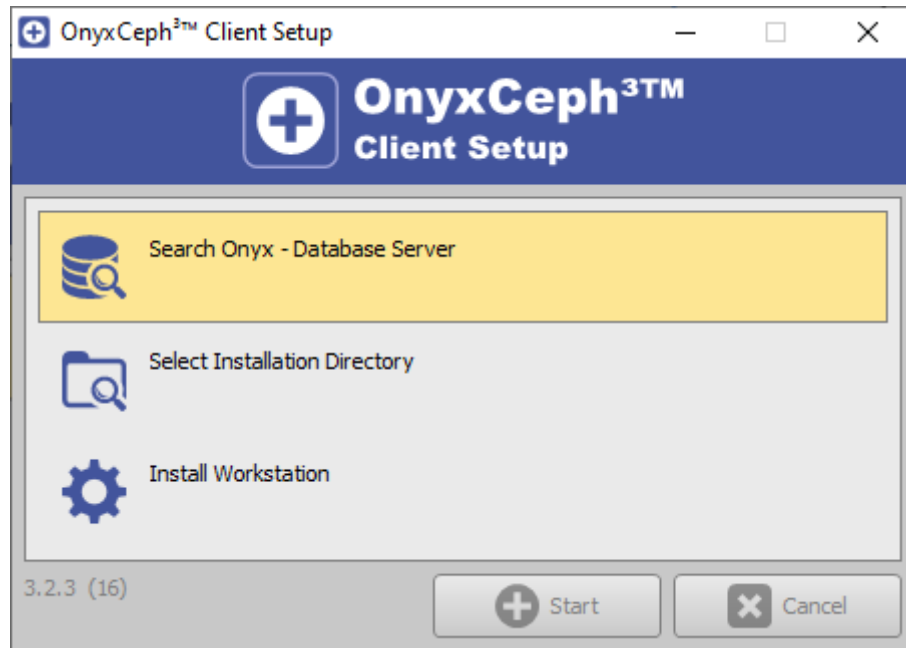 OnyxCeph³™ Client Setup
OnyxCeph³™
Client Setup
Search Onyx - Database Server
Select Installation Directory
Install Workstation
3.2.3 (16)
Start
Cancel